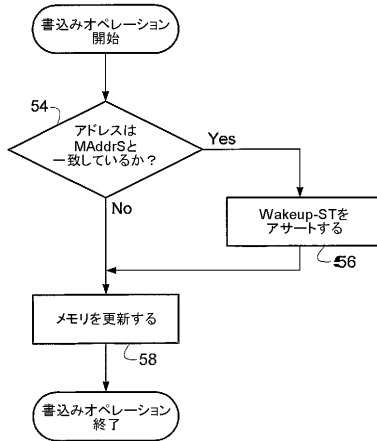 書込みオペレーション
開始
54
アドレスは
MAddrSと
一致しているか？
Yes
No
Wakeup-STを
アサートする
56
メモリを更新する
58
書込みオペレーション
終了